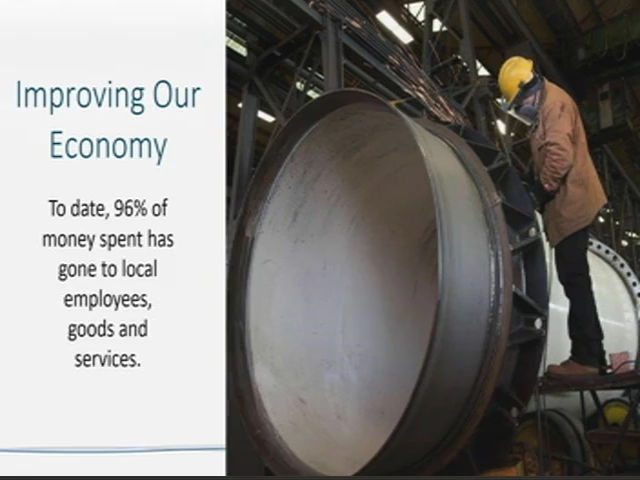 Improving Our
Economy
To date, 96% of
money spent has
gone to local
employees,
goods and
services.